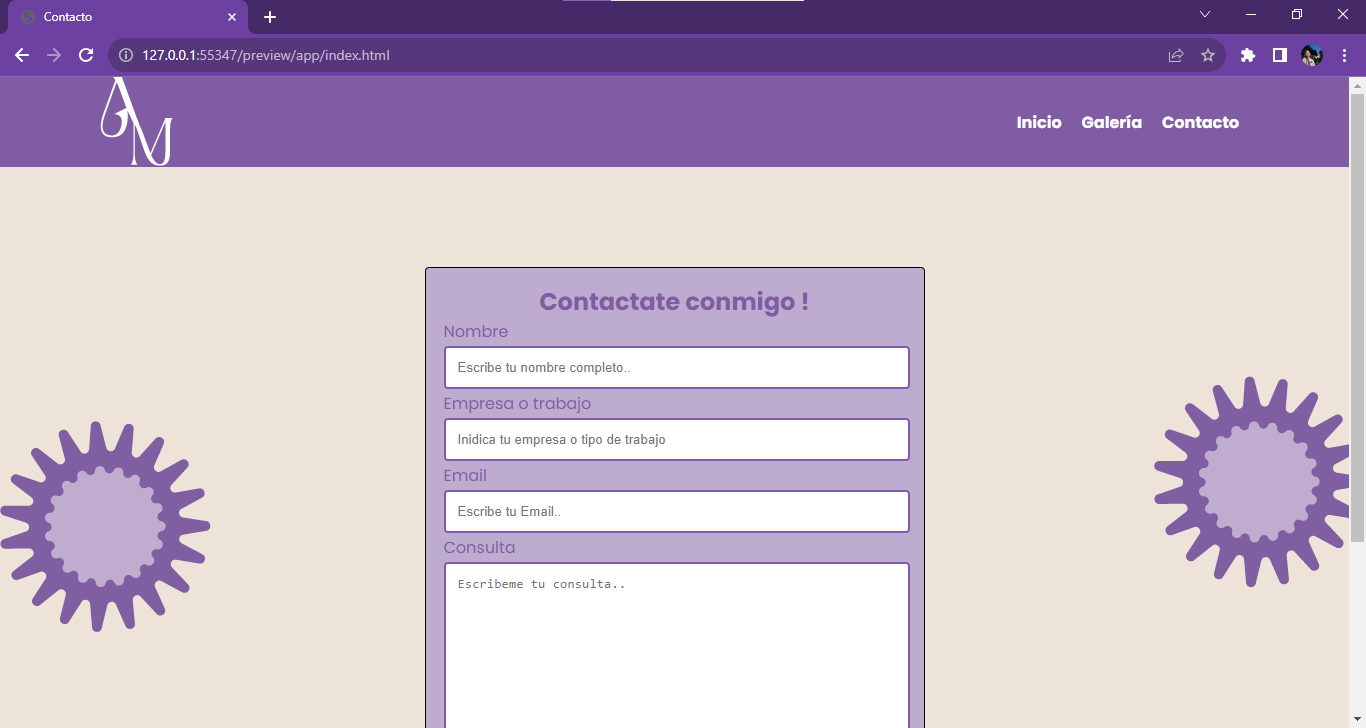 Contacto
127.0.0.1:55347/preview/app/index.html
AM
Inicio Galería Contacto
Contactate conmigo !
Nombre
Escribe tu nombre completo..
Empresa o trabajo
Inidica tu empresa o tipo de trabajo
Email
Escribe tu Email..
Consulta
Escribeme tu consulta..